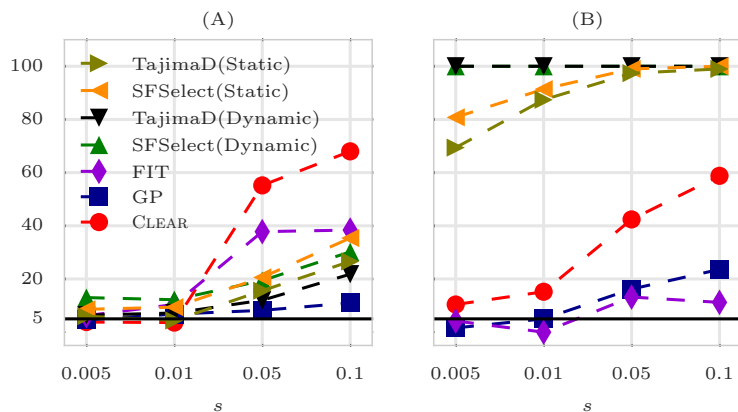 (A)
(B)
100
80
60
40
20
5
TajimaD(Static)
SFSelect(Static)
TajimaD(Dynamic)
SFSelect(Dynamic)
FIT
GP
CLEAR
0.005 0.01 0.05 0.1
s
0.005 0.01 0.05 0.1
s